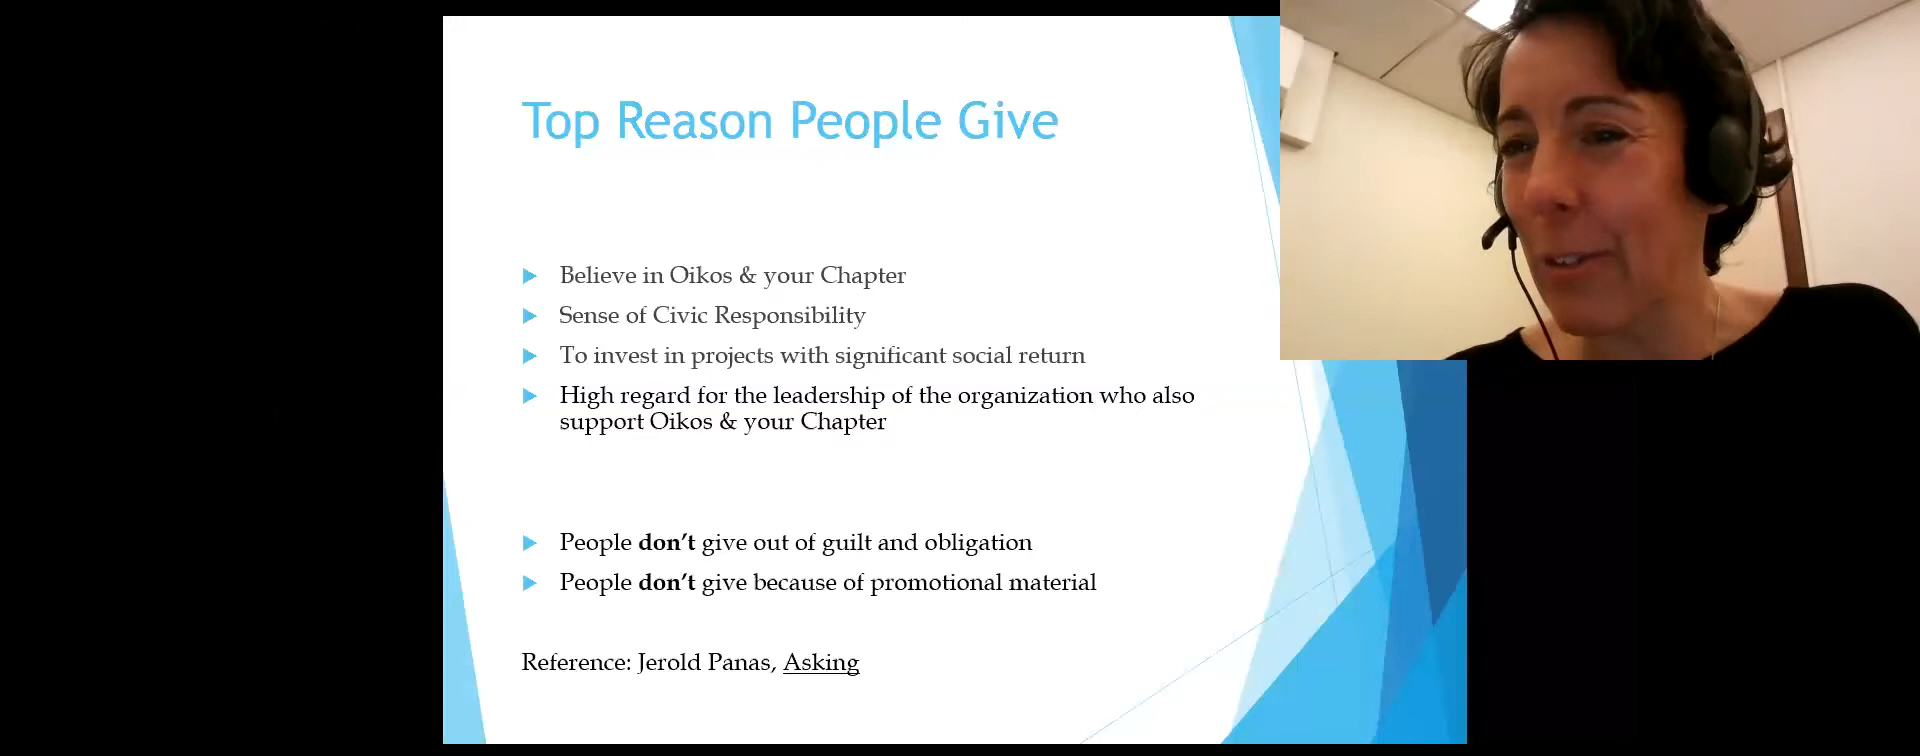 Top Reason People Give
Believe in Oikos & your Chapter
Sense of Civic Responsibility
To invest in projects with significant social return
High regard for the leadership of the organization who also
support Oikos & your Chapter
People don’t give out of guilt and obligation
People don’t give because of promotional material
Reference: Jerold Panas, Asking